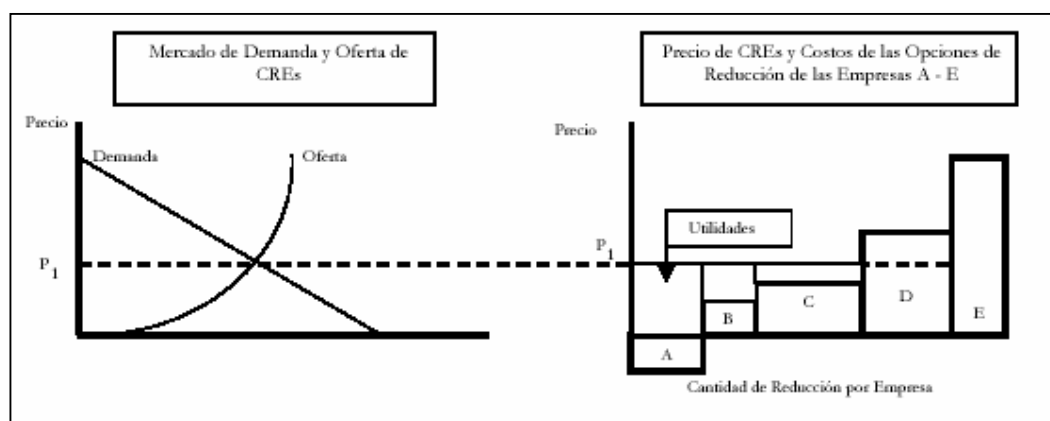 Mercado de Demanda y Oferta de
CREs
Precio de CREs y Costos de las Opciones de
Reducción de las Empresas A - E
Precio
Demanda
Oferta
P1
Precio
Utilidades
P1
A
B
C
D
E
Cantidad de Reducción por Empresa